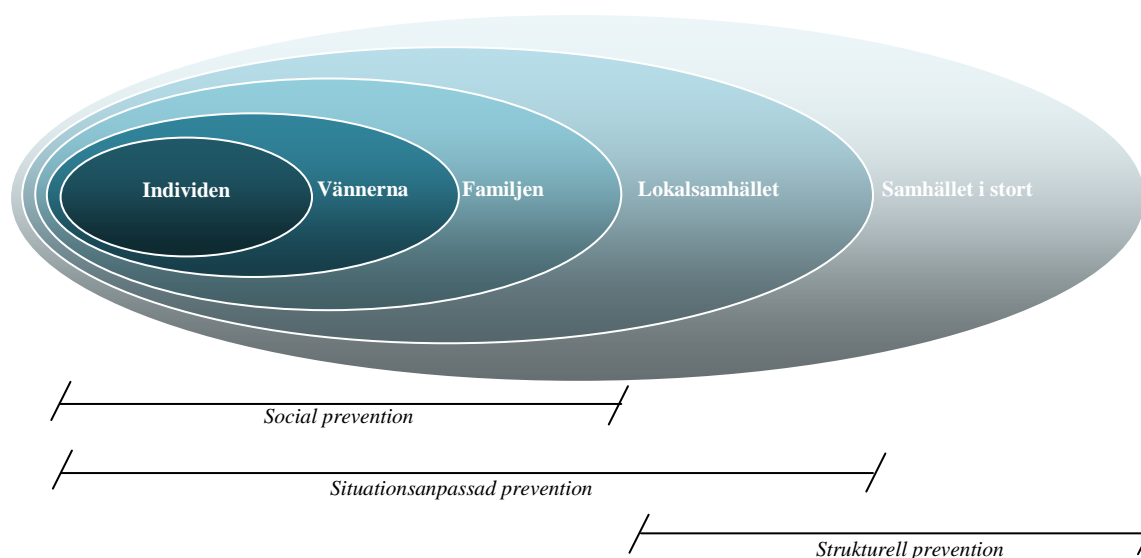 Individen Vännerna Familjen Lokalsamhället Samhället i stort
Social prevention
Situationsanpassad prevention
Strukturell prevention